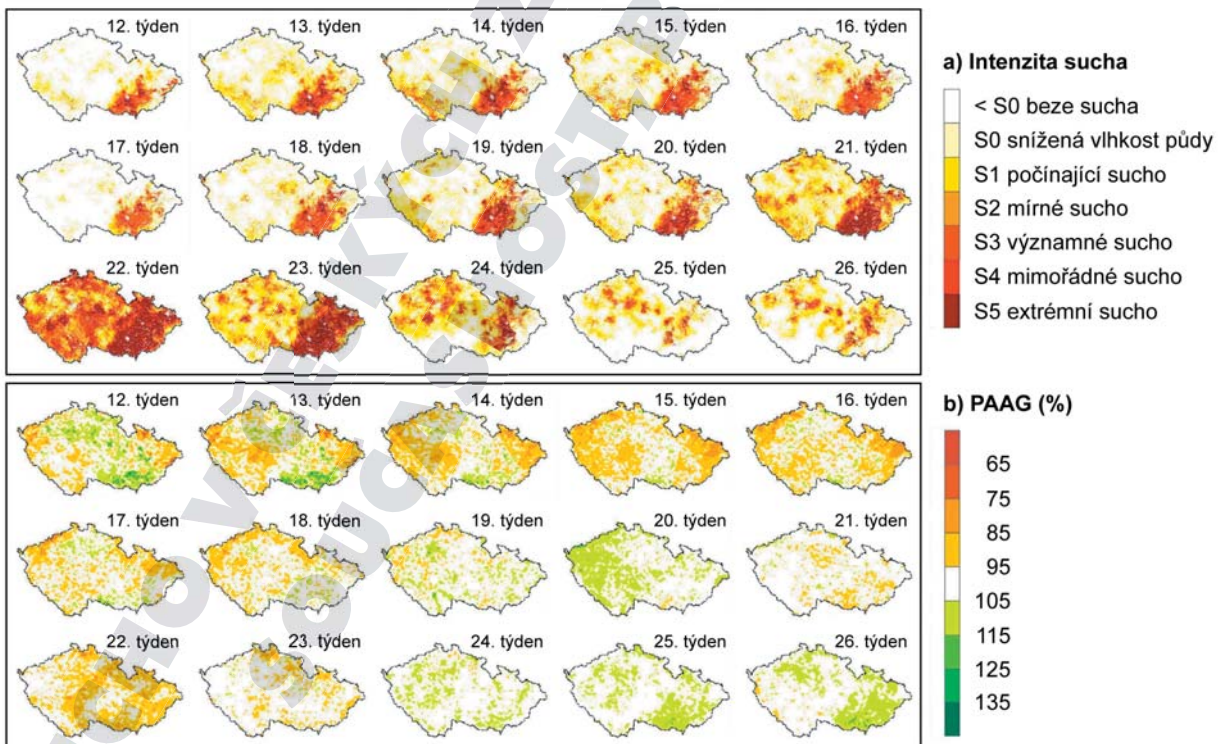 12. týden
13. týden
14. týden
15. týden
16. týden
17. týden
18. týden
19. týden
20. týden
21. týden
22. týden
23. týden
24. týden
25. týden
26. týden
a) Intenzita sucha
< S0 beze sucha
S0 snížená vlhkost půdy
S1 počínající sucho
S2 mírné sucho
S3 významné sucho
S4 mimořádné sucho
S5 extrémní sucho
12. týden
13. týden
14. týden
15. týden
16. týden
17. týden
18. týden
19. týden
20. týden
21. týden
22. týden
23. týden
24. týden
25. týden
26. týden
b) PAAG (%)
65
75
85
95
105
115
125
135